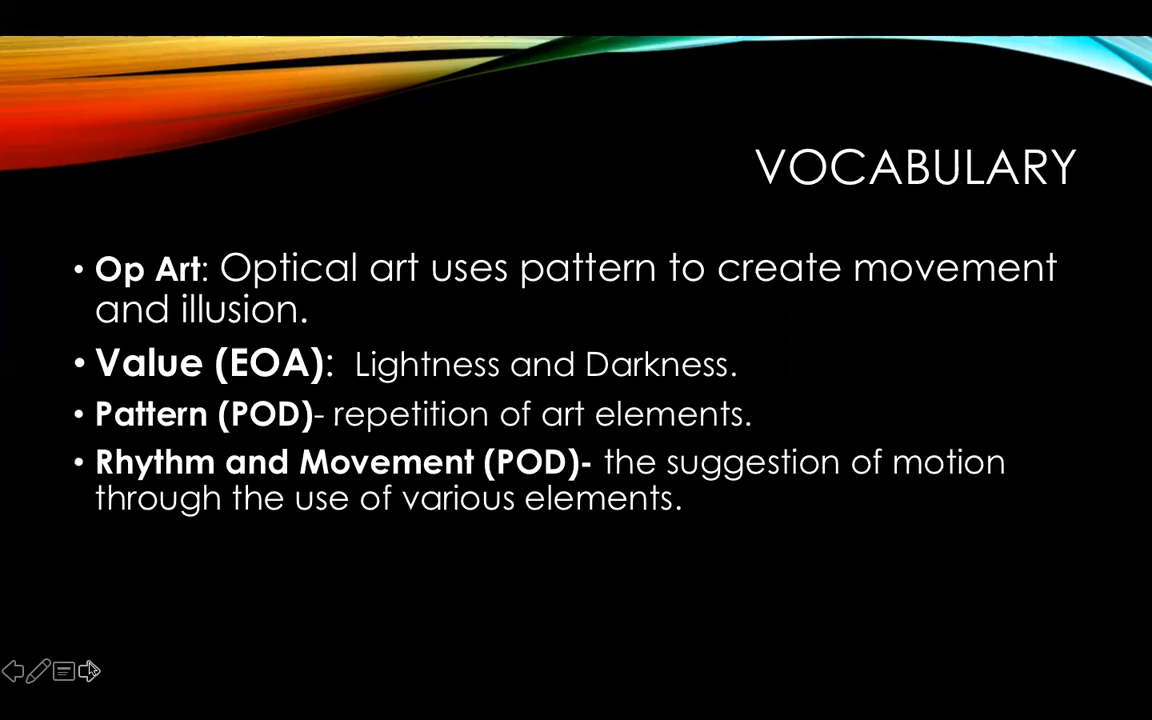 VOCABULARY
• Op Art: Optical art uses pattern to create movement
and illusion.
• Value (EOA):  Lightness and Darkness.
• Pattern (POD)- repetition of art elements.
• Rhythm and Movement (POD)- the suggestion of motion
through the use of various elements.